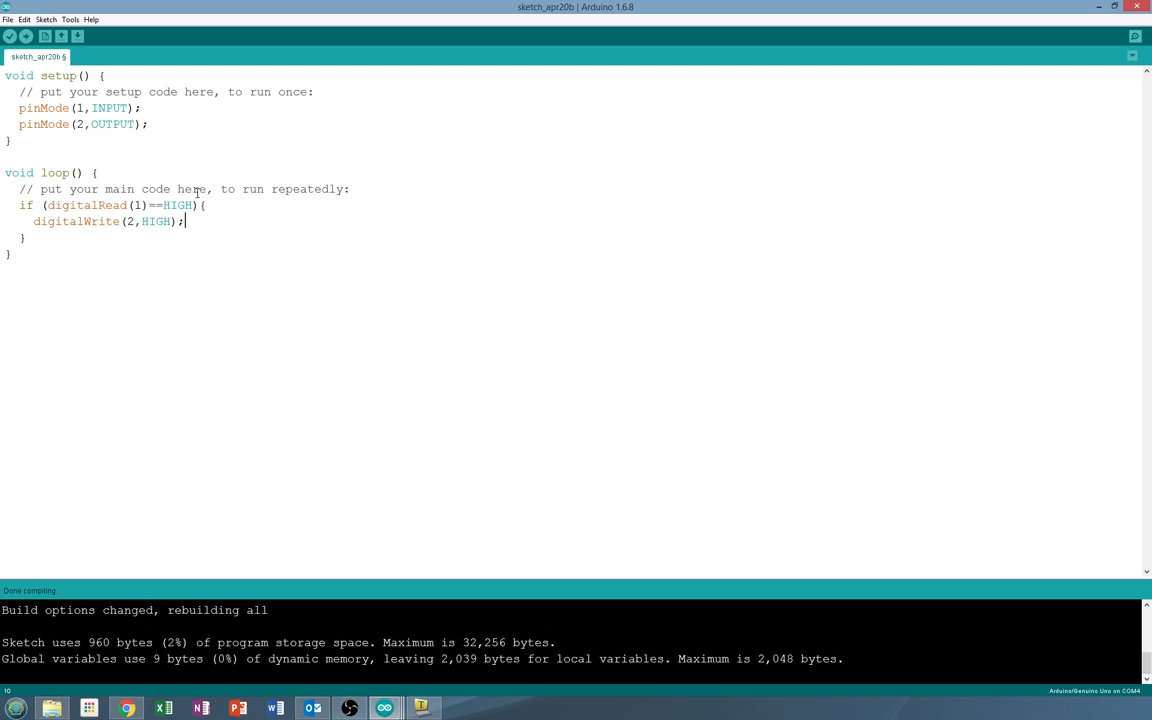 sketch_apr20b | Arduino 1.6.8
File Edit Sketch Tools Help
sketch_apr20b §
void setup() {
  // put your setup code here, to run once:
  pinMode(1,INPUT);
  pinMode(2,OUTPUT);
}
void loop() {
  // put your main code here, to run repeatedly:
  if (digitalRead(1)==HIGH){
    digitalWrite(2,HIGH);
  }
}
Done compiling.
Build options changed, rebuilding all
Sketch uses 960 bytes (2%) of program storage space. Maximum is 32,256 bytes.
Global variables use 9 bytes (0%) of dynamic memory, leaving 2,039 bytes for local variables. Maximum is 2,048 bytes.
10 Arduino/Genuino Uno on COM4